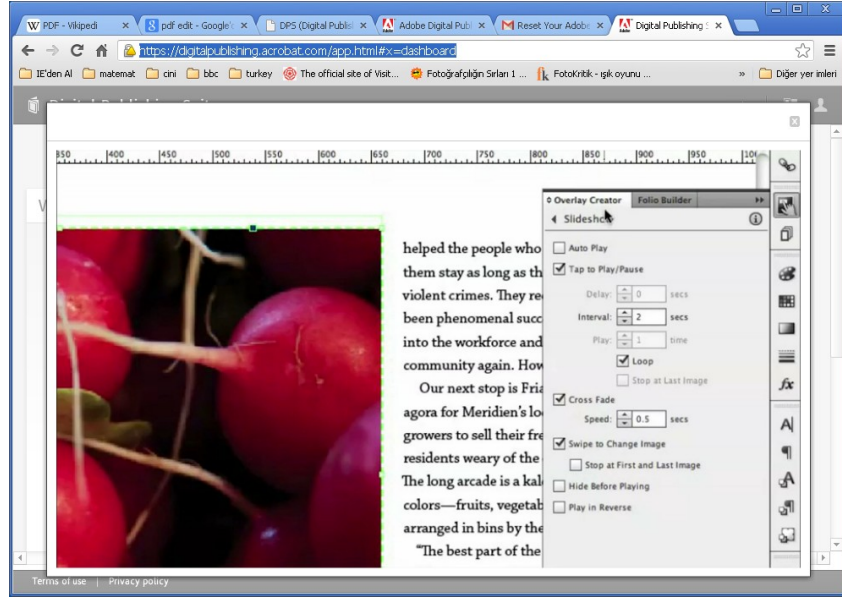 PDF - Vikipedi
pdf edit - Google'
DPS (Digital Publis
Adobe Digital Publ
Reset Your Adobe
Digital Publishing S
https://digitalpublishing.acrobat.com/app.html#x=dashboard
IE'den Al
matemat
cini
bbc
turkey
The official site of Visit...
Fotoğrafçılığın Sırları 1 ...
FotoKritik - ışık oyunu ...
»
Diğer yer imleri
350 400 450 500 550 600 650 700 750 800 850 900 950
Overlay Creator
Folio Builder
Slideshow
Auto Play
Tap to Play/Pause
Delay: 0 secs
Interval: 2 secs
Play: 1 time
Loop
Stop at Last Image
Cross Fade
Speed: 0.5 secs
Swipe to Change Image
Stop at First and Last Image
Hide Before Playing
Play in Reverse
helped the people who
them stay as long as th
violent crimes. They re
been phenomenal succ
into the workforce and
community again. How
Our next stop is Fria
agora for Meridien's lo
growers to sell their fre
residents weary of the
The long arcade is a kal
colors—fruits, vegetab
arranged in bins by the
"The best part of the
Terms of use | Privacy policy